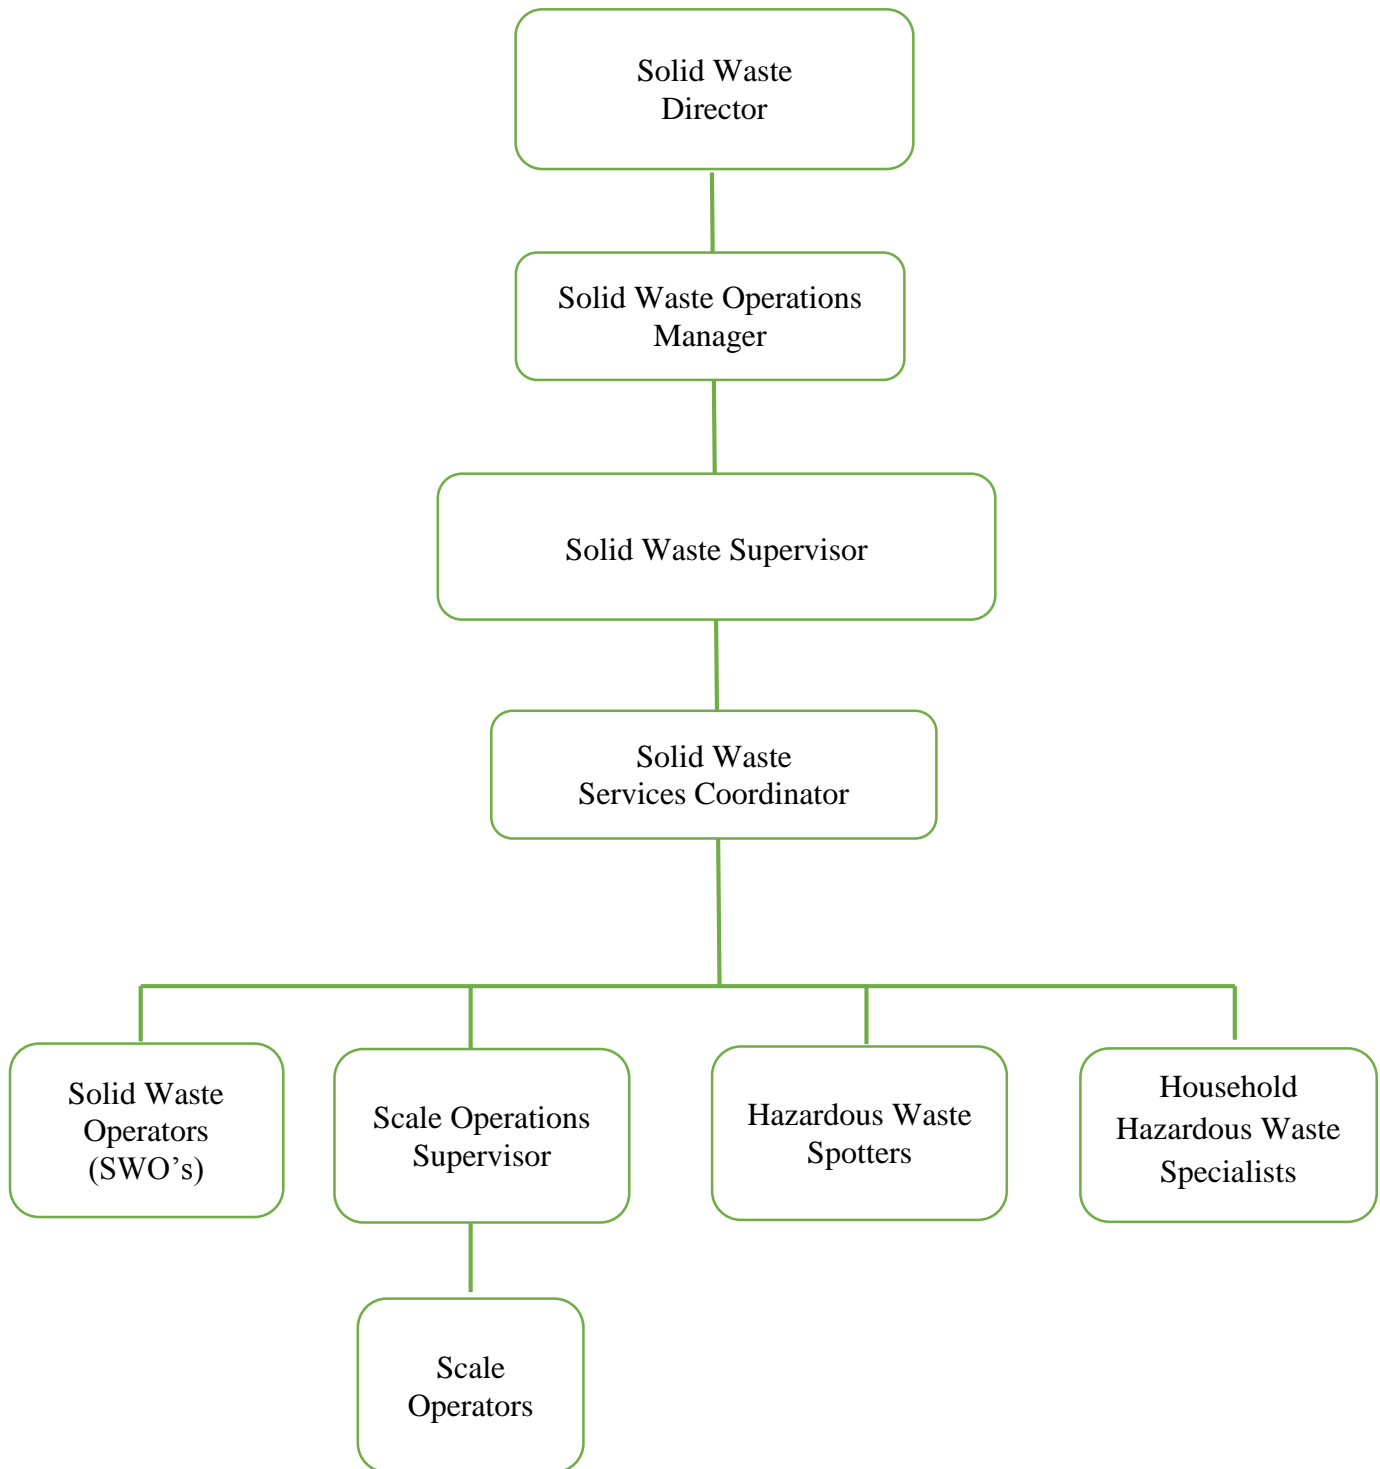 Solid Waste
Director
Solid Waste Operations
Manager
Solid Waste Supervisor
Solid Waste
Services Coordinator
Solid Waste
Operators
(SWO’s)
Scale Operations
Supervisor
Hazardous Waste
Spotters
Household
Hazardous Waste
Specialists
Scale
Operators